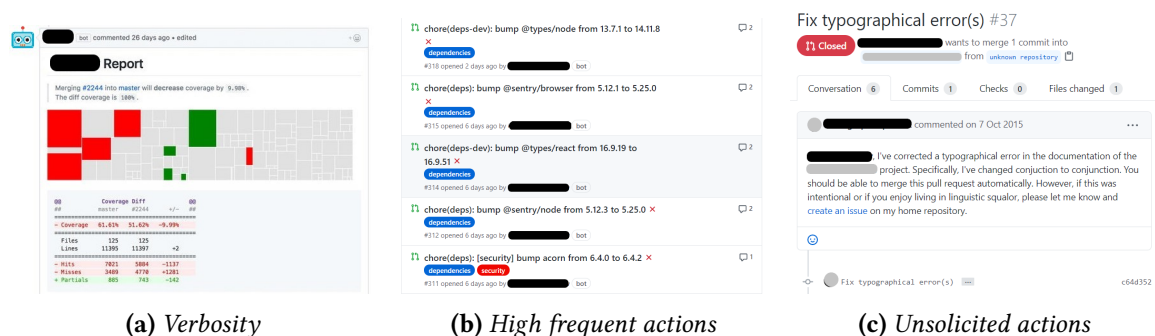 bot commented 26 days ago • edited
Report
Merging #2244 into master will decrease coverage by 9.98% .
The diff coverage is 100% .
@@ Coverage Diff @@
## master #2244 +/- ##
- Coverage 61.61% 51.62% -9.99%
Files 125 125
Lines 11395 11397 +2
- Hits 7021 5884 -1137
- Misses 3489 4770 +1281
+ Partials 885 743 -142
(a) Verbosity
chore(deps-dev): bump @types/node from 13.7.1 to 14.11.8
2
dependencies
#318 opened 2 days ago by bot
chore(deps): bump @sentry/browser from 5.12.1 to 5.25.0
2
dependencies
#315 opened 6 days ago by bot
chore(deps-dev): bump @types/react from 16.9.19 to
16.9.51
2
dependencies
#314 opened 6 days ago by bot
chore(deps): bump @sentry/node from 5.12.3 to 5.25.0
2
dependencies
#312 opened 6 days ago by bot
chore(deps): [security] bump acorn from 6.4.0 to 6.4.2
1
dependencies security
#311 opened 6 days ago by bot
(b) High frequent actions
Fix typographical error(s) #37
Closed wants to merge 1 commit into
from unknown repository
Conversation 6 Commits 1 Checks 0 Files changed 1
commented on 7 Oct 2015
, I've corrected a typographical error in the documentation of the
project. Specifically, I've changed conjuction to conjunction. You
should be able to merge this pull request automatically. However, if this was
intentional or if you enjoy living in linguistic squalor, please let me know and
create an issue on my home repository.
Fix typographical error(s) c64d352
(c) Unsolicited actions